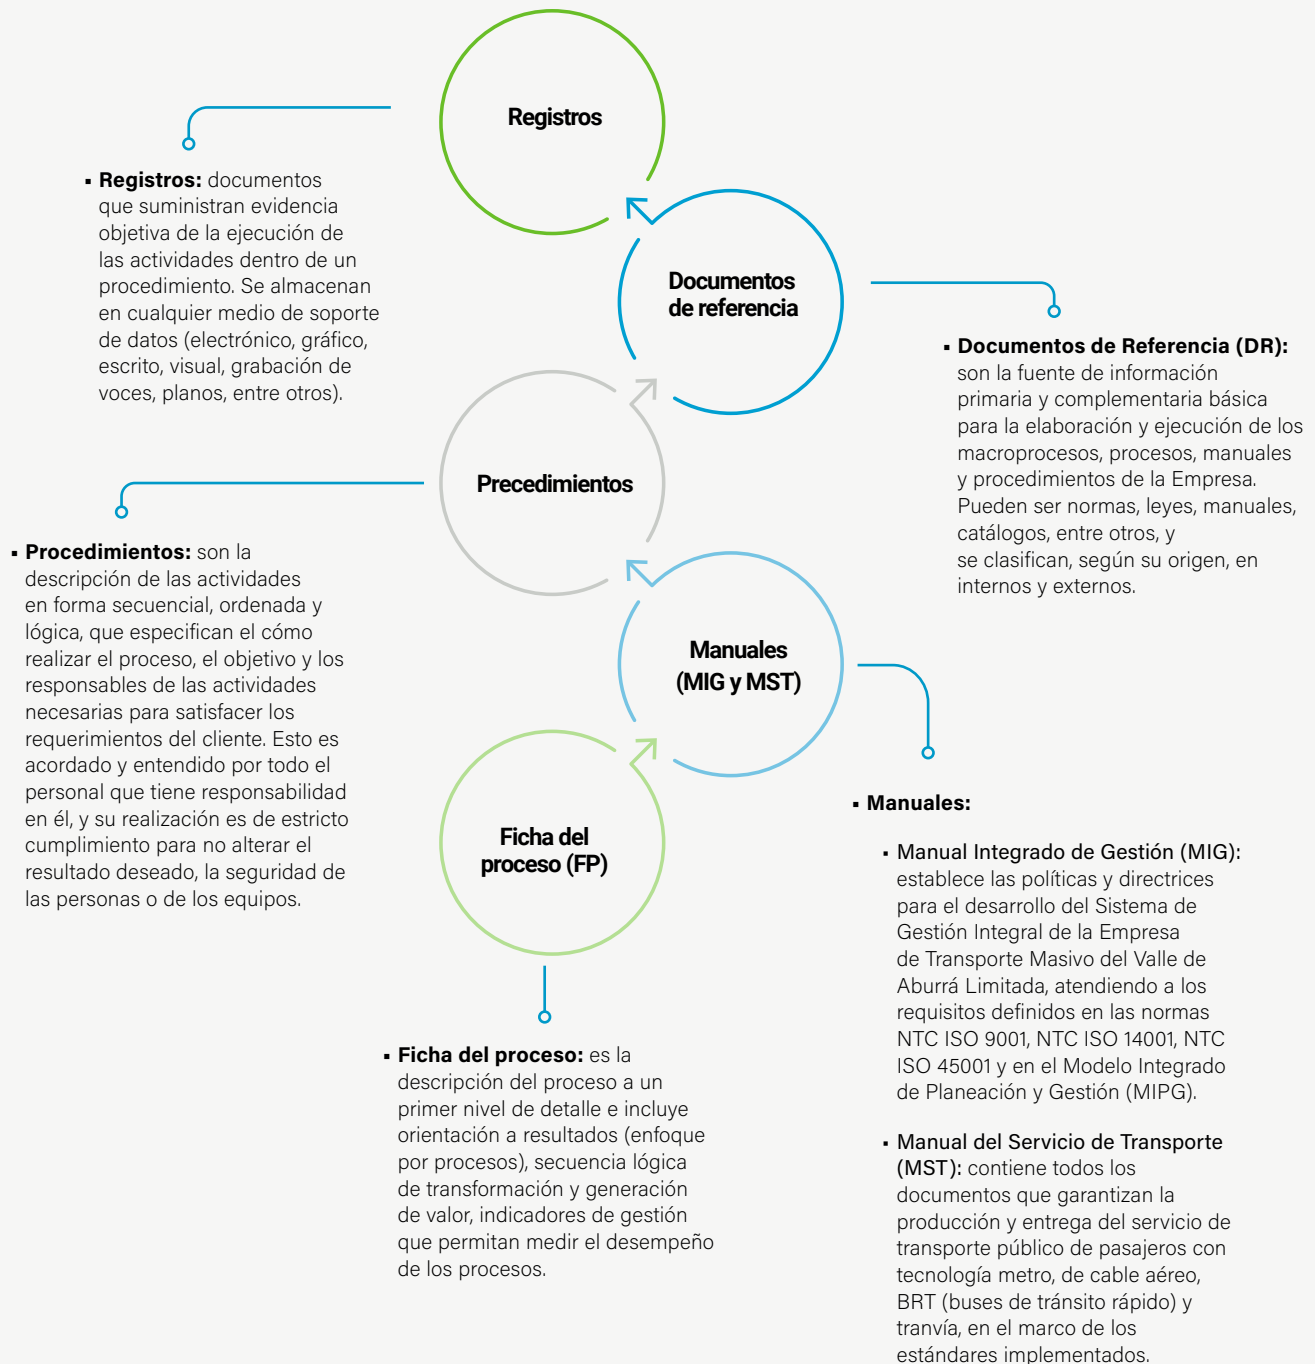 Registros
▪ Registros: documentos
que suministran evidencia
objetiva de la ejecución de
las actividades dentro de un
procedimiento. Se almacenan
en cualquier medio de soporte
de datos (electrónico, gráfico,
escrito, visual, grabación de
voces, planos, entre otros).
Documentos
de referencia
▪ Documentos de Referencia (DR):
son la fuente de información
primaria y complementaria básica
para la elaboración y ejecución de los
macroprocesos, procesos, manuales
y procedimientos de la Empresa.
Pueden ser normas, leyes, manuales,
catálogos, entre otros, y
se clasifican, según su origen, en
internos y externos.
Precedimientos
▪ Procedimientos: son la
descripción de las actividades
en forma secuencial, ordenada y
lógica, que especifican el cómo
realizar el proceso, el objetivo y los
responsables de las actividades
necesarias para satisfacer los
requerimientos del cliente. Esto es
acordado y entendido por todo el
personal que tiene responsabilidad
en él, y su realización es de estricto
cumplimiento para no alterar el
resultado deseado, la seguridad de
las personas o de los equipos.
Manuales
(MIG y MST)
▪ Manuales:
▪ Manual Integrado de Gestión (MIG):
establece las políticas y directrices
para el desarrollo del Sistema de
Gestión Integral de la Empresa
de Transporte Masivo del Valle de
Aburrá Limitada, atendiendo a los
requisitos definidos en las normas
NTC ISO 9001, NTC ISO 14001, NTC
ISO 45001 y en el Modelo Integrado
de Planeación y Gestión (MIPG).
▪ Manual del Servicio de Transporte
(MST): contiene todos los
documentos que garantizan la
producción y entrega del servicio de
transporte público de pasajeros con
tecnología metro, de cable aéreo,
BRT (buses de tránsito rápido) y
tranvía, en el marco de los
estándares implementados.
Ficha del
proceso (FP)
▪ Ficha del proceso: es la
descripción del proceso a un
primer nivel de detalle e incluye
orientación a resultados (enfoque
por procesos), secuencia lógica
de transformación y generación
de valor, indicadores de gestión
que permitan medir el desempeño
de los procesos.